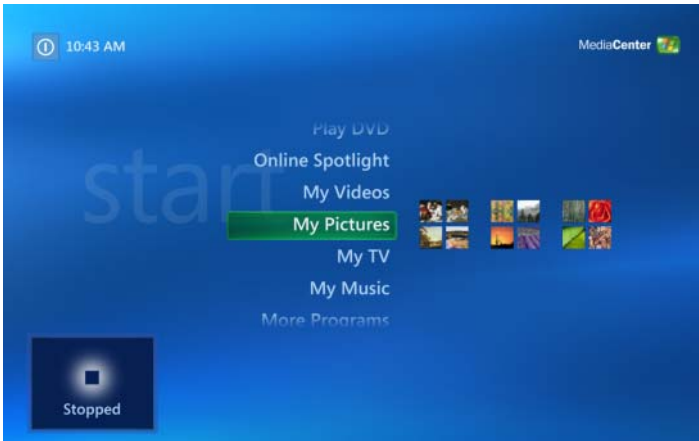 10:43 AM
MediaCenter
start
Play DVD
Online Spotlight
My Videos
My Pictures
My TV
My Music
More Programs
Stopped